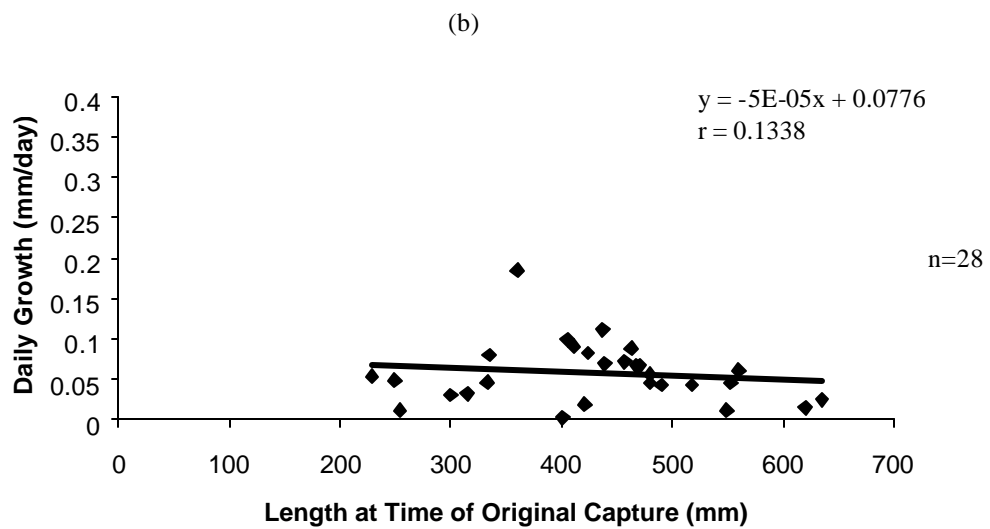 (b)
y = -5E-05x + 0.0776
r = 0.1338
n=28
Daily Growth (mm/day)
0.4
0.35
0.3
0.25
0.2
0.15
0.1
0.05
0
0 100 200 300 400 500 600 700
Length at Time of Original Capture (mm)